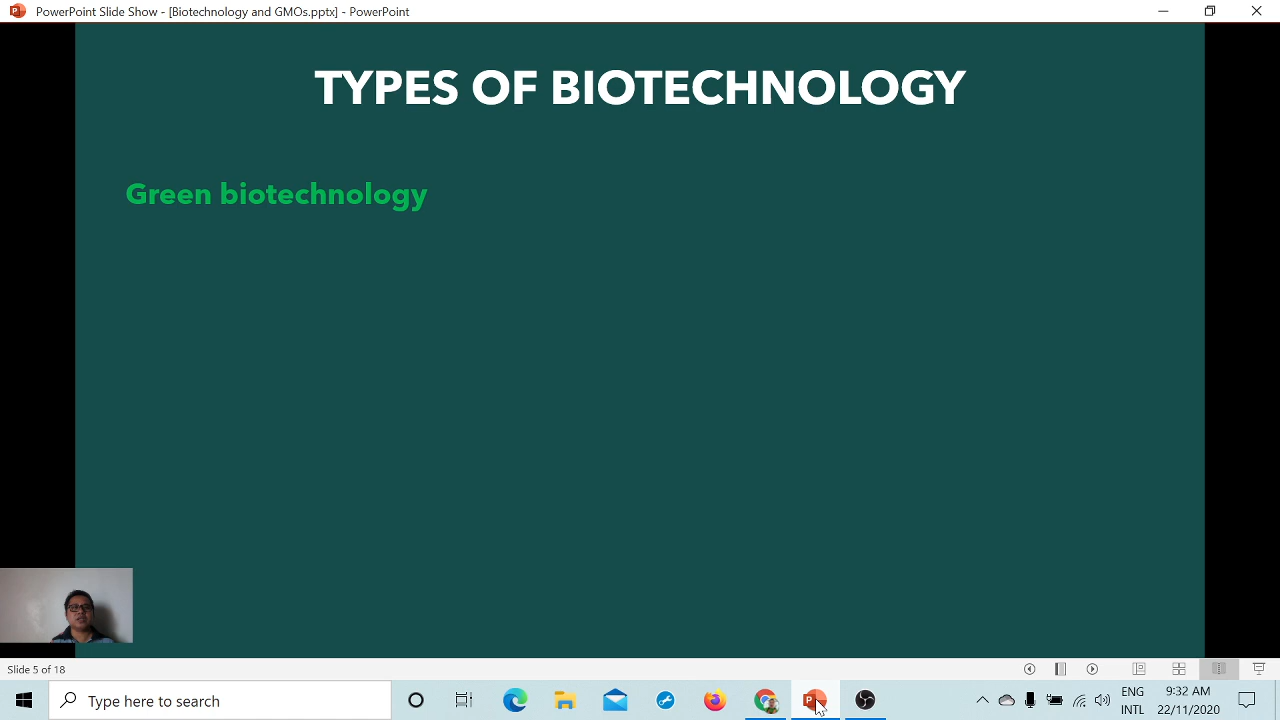 PowerPoint Slide Show - [Biotechnology and GMOs.pptx] - PowerPoint
TYPES OF BIOTECHNOLOGY
Green biotechnology
Slide 5 of 18
Type here to search
ENG
INTL
9:32 AM
22/11/2020